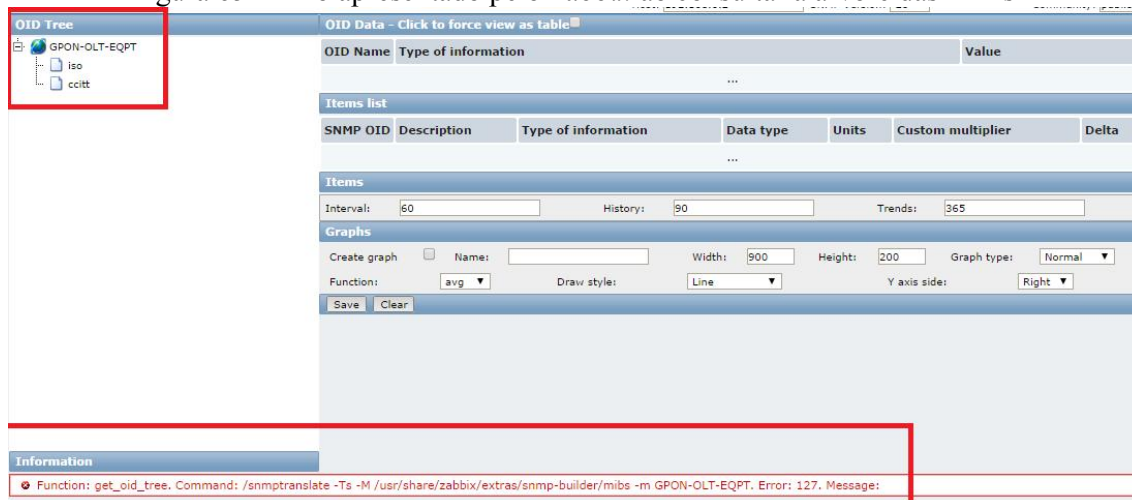 apresentado pelo
ao consultar a
OID Tree
GPON-OLT-EQPT
iso
ccitt
OID Data - Click to force view as table
OID Name Type of information Value
...
Items list
SNMP OID Description Type of information Data type Units Custom multiplier Delta
...
Items
Interval: 60 History: 90 Trends: 365
Graphs
Create graph Name: Width: 900 Height: 200 Graph type: Normal
Function: avg Draw style: Line Y axis side: Right
Save Clear
Information
Function: get_oid_tree. Command: /snmptranslate -Ts -M /usr/share/zabbix/extras/snmp-builder/mibs -m GPON-OLT-EQPT. Error: 127. Message: